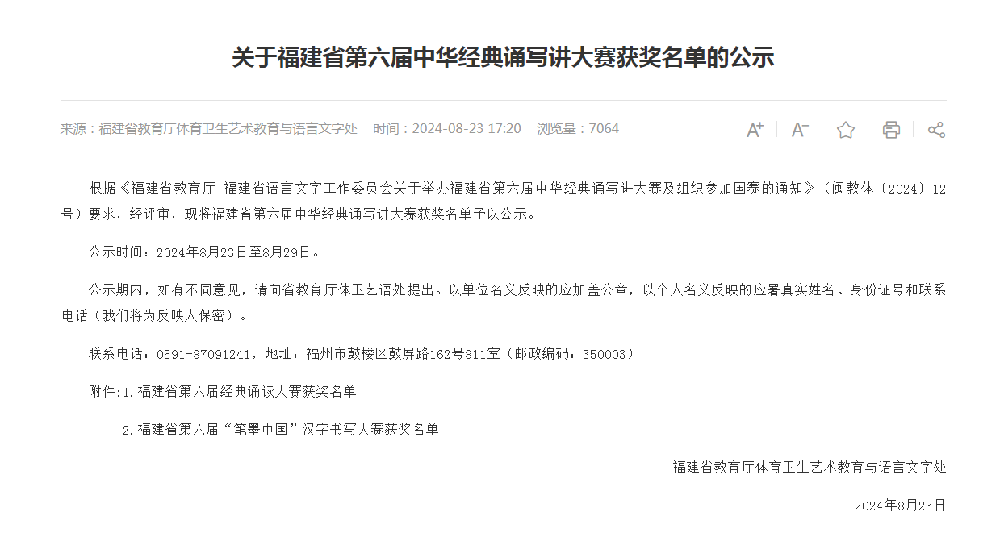 关于福建省第六届中华经典诵写讲大赛获奖名单的公示
来源：福建省教育厅体育卫生艺术教育与语言文字处 时间：2024-08-23 17:20 浏览量：7064
A+ A−
根据《福建省教育厅 福建省语言文字工作委员会关于举办福建省第六届中华经典诵写讲大赛及组织参加国赛的通知》（闽教体〔2024〕12
号）要求，经评审，现将福建省第六届中华经典诵写讲大赛获奖名单予以公示。
公示时间：2024年8月23日至8月29日。
公示期内，如有不同意见，请向省教育厅体卫艺语处提出。以单位名义反映的应加盖公章，以个人名义反映的应署真实姓名、身份证号和联系
电话（我们将为反映人保密）。
联系电话：0591-87091241，地址：福州市鼓楼区鼓屏路162号811室（邮政编码：350003）
附件:1.福建省第六届经典诵读大赛获奖名单
2.福建省第六届“笔墨中国”汉字书写大赛获奖名单
福建省教育厅体育卫生艺术教育与语言文字处
2024年8月23日